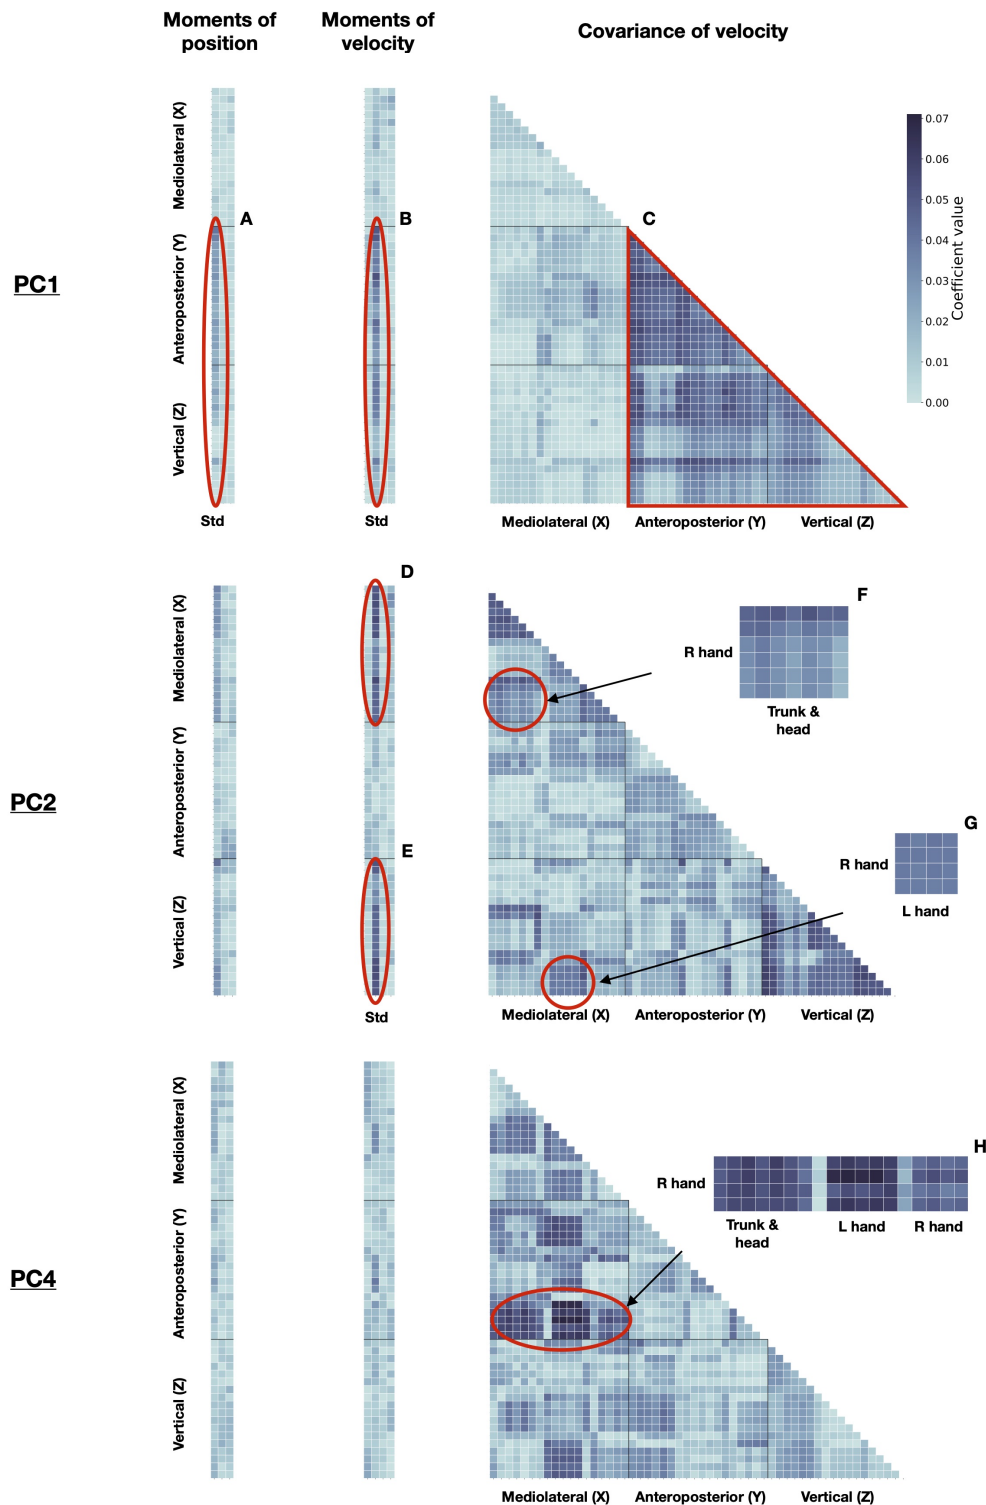 Moments of
position
Moments of
velocity
Covariance of velocity
PC1
Mediolateral (X)
Anteroposterior (Y)
Vertical (Z)
A
B
C
0.07
0.06
0.05
0.04
0.03
0.02
0.01
0.00
Coefficient value
Std
Std
Mediolateral (X)
Anteroposterior (Y)
Vertical (Z)
PC2
Mediolateral (X)
Anteroposterior (Y)
Vertical (Z)
D
E
F
R hand
Trunk &
head
G
R hand
L hand
Std
Mediolateral (X)
Anteroposterior (Y)
Vertical (Z)
PC4
Mediolateral (X)
Anteroposterior (Y)
Vertical (Z)
H
R hand
Trunk &
head
L hand
R hand
Mediolateral (X)
Anteroposterior (Y)
Vertical (Z)